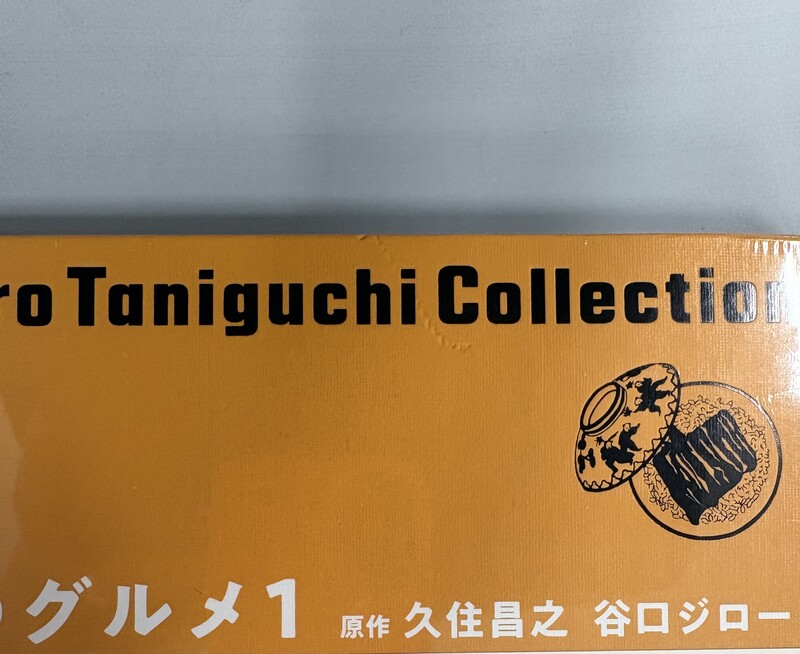 ro Taniguchi Collection
グルメ1 原作 久住昌之 谷口ジロー